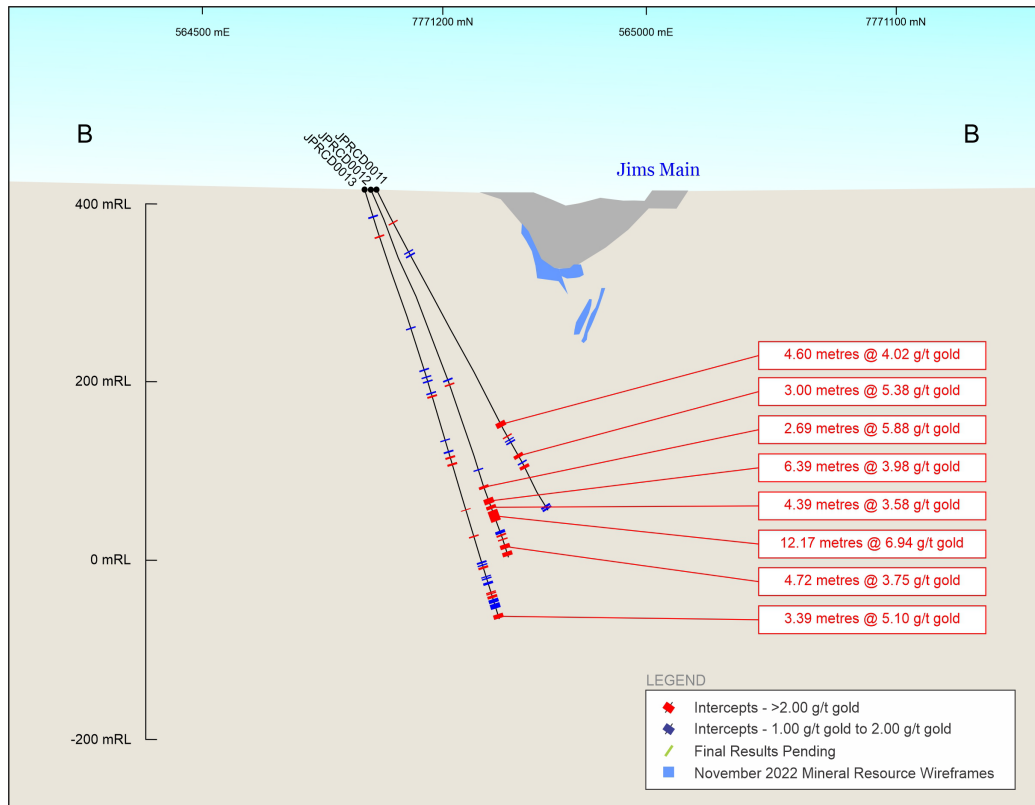 564500 mE
7771200 mN
565000 mE
7771100 mN
B
B
JPRCD0011
JPRCD0012
JPRCD0013
Jims Main
400 mRL
200 mRL
0 mRL
-200 mRL
4.60 metres @ 4.02 g/t gold
3.00 metres @ 5.38 g/t gold
2.69 metres @ 5.88 g/t gold
6.39 metres @ 3.98 g/t gold
4.39 metres @ 3.58 g/t gold
12.17 metres @ 6.94 g/t gold
4.72 metres @ 3.75 g/t gold
3.39 metres @ 5.10 g/t gold
LEGEND
Intercepts - >2.00 g/t gold
Intercepts - 1.00 g/t gold to 2.00 g/t gold
Final Results Pending
November 2022 Mineral Resource Wireframes